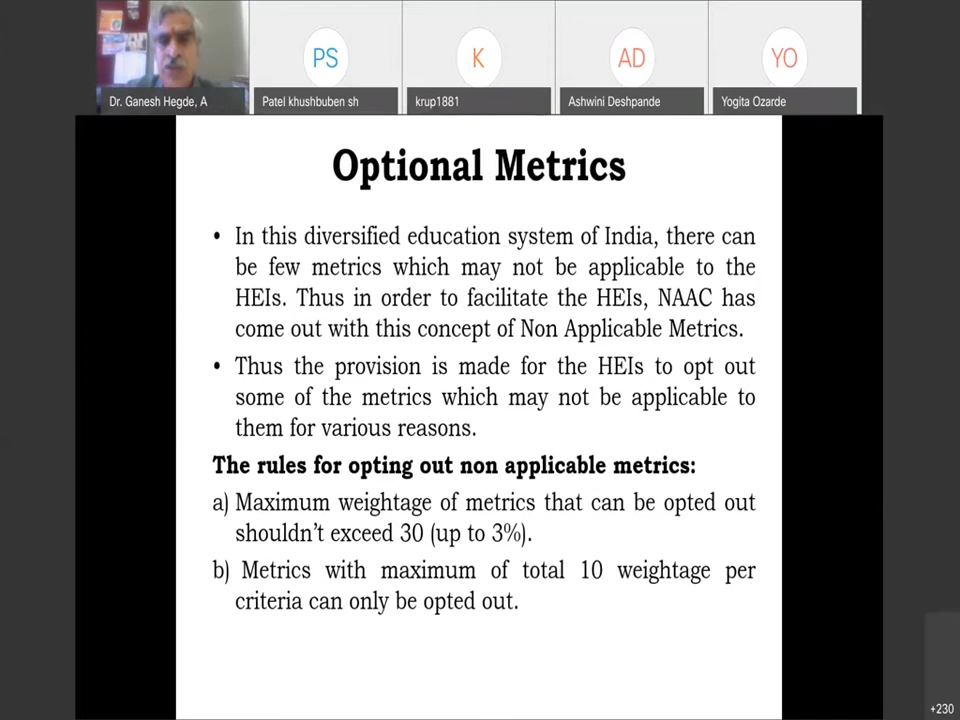 PS
K
AD
YO
Dr. Ganesh Hegde, A
Patel khushbuben sh
krup1881
Ashwini Deshpande
Yogita Ozarde
Optional Metrics
• In this diversified education system of India, there can
be few metrics which may not be applicable to the
HEIs. Thus in order to facilitate the HEIs, NAAC has
come out with this concept of Non Applicable Metrics.
• Thus the provision is made for the HEIs to opt out
some of the metrics which may not be applicable to
them for various reasons.
The rules for opting out non applicable metrics:
a) Maximum weightage of metrics that can be opted out
shouldn't exceed 30 (up to 3%).
b) Metrics with maximum of total 10 weightage per
criteria can only be opted out.
+230